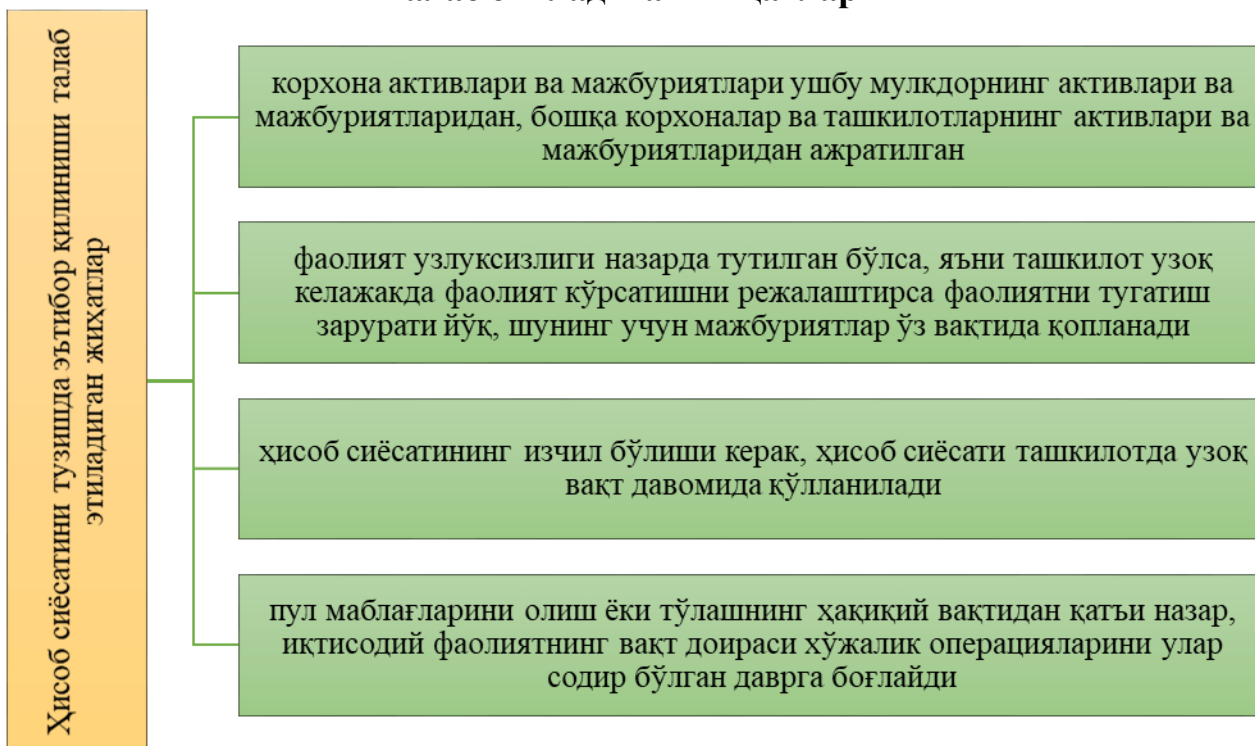 Ҳисоб сиёсатини тузишда эътибор қилиниши талаб
этиладиган жиҳатлар
корхона активлари ва мажбуриятлари ушбу мулкдорнинг активлари ва
мажбуриятларидан, бошқа корхоналар ва ташкилотларнинг активлари ва
мажбуриятларидан ажратилган
фаолият узлуксизлиги назарда тутилган бўлса, яъни ташкилот узоқ
келажакда фаолият кўрсатишни режалаштирса фаолиятни тугатиш
зарурати йўқ, шунинг учун мажбуриятлар ўз вақтида қопланади
ҳисоб сиёсатининг изчил бўлиши керак, ҳисоб сиёсати ташкилотда узоқ
вақт давомида қўлланилади
пул маблағларини олиш ёки тўлашнинг ҳақиқий вақтидан қатъи назар,
иқтисодий фаолиятнинг вақт доираси хўжалик операцияларини улар
содир бўлган даврга боғлайди